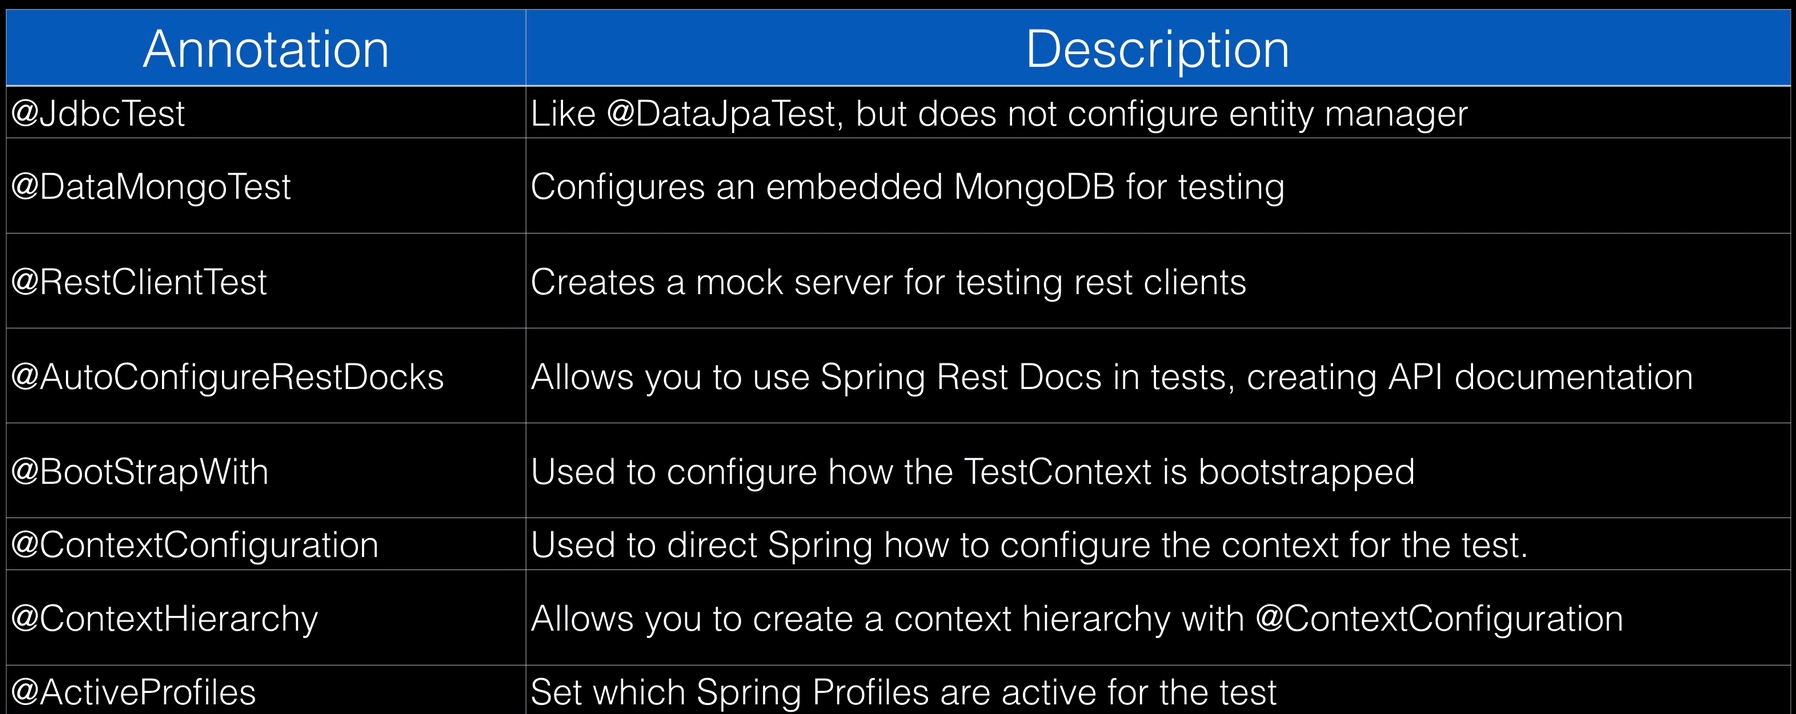 Annotation Description
@JdbcTest Like @DataJpaTest, but does not configure entity manager
@DataMongoTest Configures an embedded MongoDB for testing
@RestClientTest Creates a mock server for testing rest clients
@AutoConfigureRestDocks Allows you to use Spring Rest Docs in tests, creating API documentation
@BootStrapWith Used to configure how the TestContext is bootstrapped
@ContextConfiguration Used to direct Spring how to configure the context for the test.
@ContextHierarchy Allows you to create a context hierarchy with @ContextConfiguration
@ActiveProfiles Set which Spring Profiles are active for the test